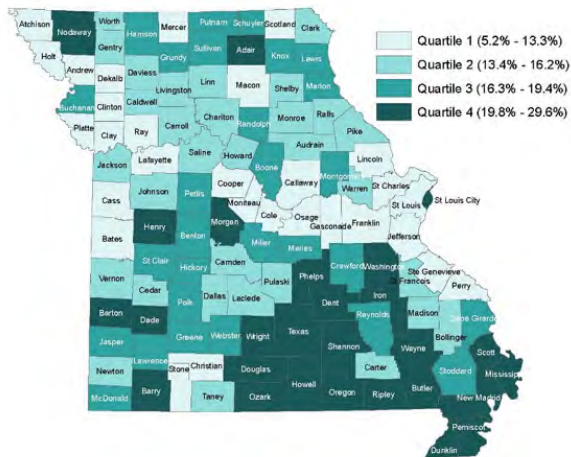 Atchison
Nodaway
Worth
Harrison
Mercer
Putnam
Schuyler
Scotland
Clark
Gentry
Sullivan
Adair
Knox
Lewis
Holt
Andrew
Dekalb
Daviess
Grundy
Linn
Macon
Shelby
Marion
Buchanan
Clinton
Caldwell
Livingston
Chariton
Randolph
Monroe
Ralls
Platte
Clay
Ray
Carroll
Pike
Audrain
Jackson
Lafayette
Saline
Howard
Boone
Callaway
Montgomery
Lincoln
Warren
St Charles
Cass
Johnson
Pettis
Cooper
Moniteau
Cole
Osage
Gasconade
Franklin
St Louis
St Louis City
Jefferson
Bates
Henry
Benton
Morgan
Miller
Maries
St Clair
Hickory
Camden
Phelps
Crawford
Washington
Ste Genevieve
St Francois
Perry
Vernon
Cedar
Polk
Dallas
Laclede
Pulaski
Dent
Iron
Madison
Cape Girardeau
Barton
Dade
Greene
Webster
Wright
Texas
Shannon
Reynolds
Wayne
Bollinger
Scott
Jasper
Lawrence
Christian
Douglas
Carter
Butler
Stoddard
Mississippi
Newton
Stone
Howell
New Madrid
McDonald
Barry
Taney
Ozark
Oregon
Ripley
Pemiscot
Dunklin
Quartile 1 (5.2% - 13.3%)
Quartile 2 (13.4% - 16.2%)
Quartile 3 (16.3% - 19.4%)
Quartile 4 (19.8% - 29.6%)